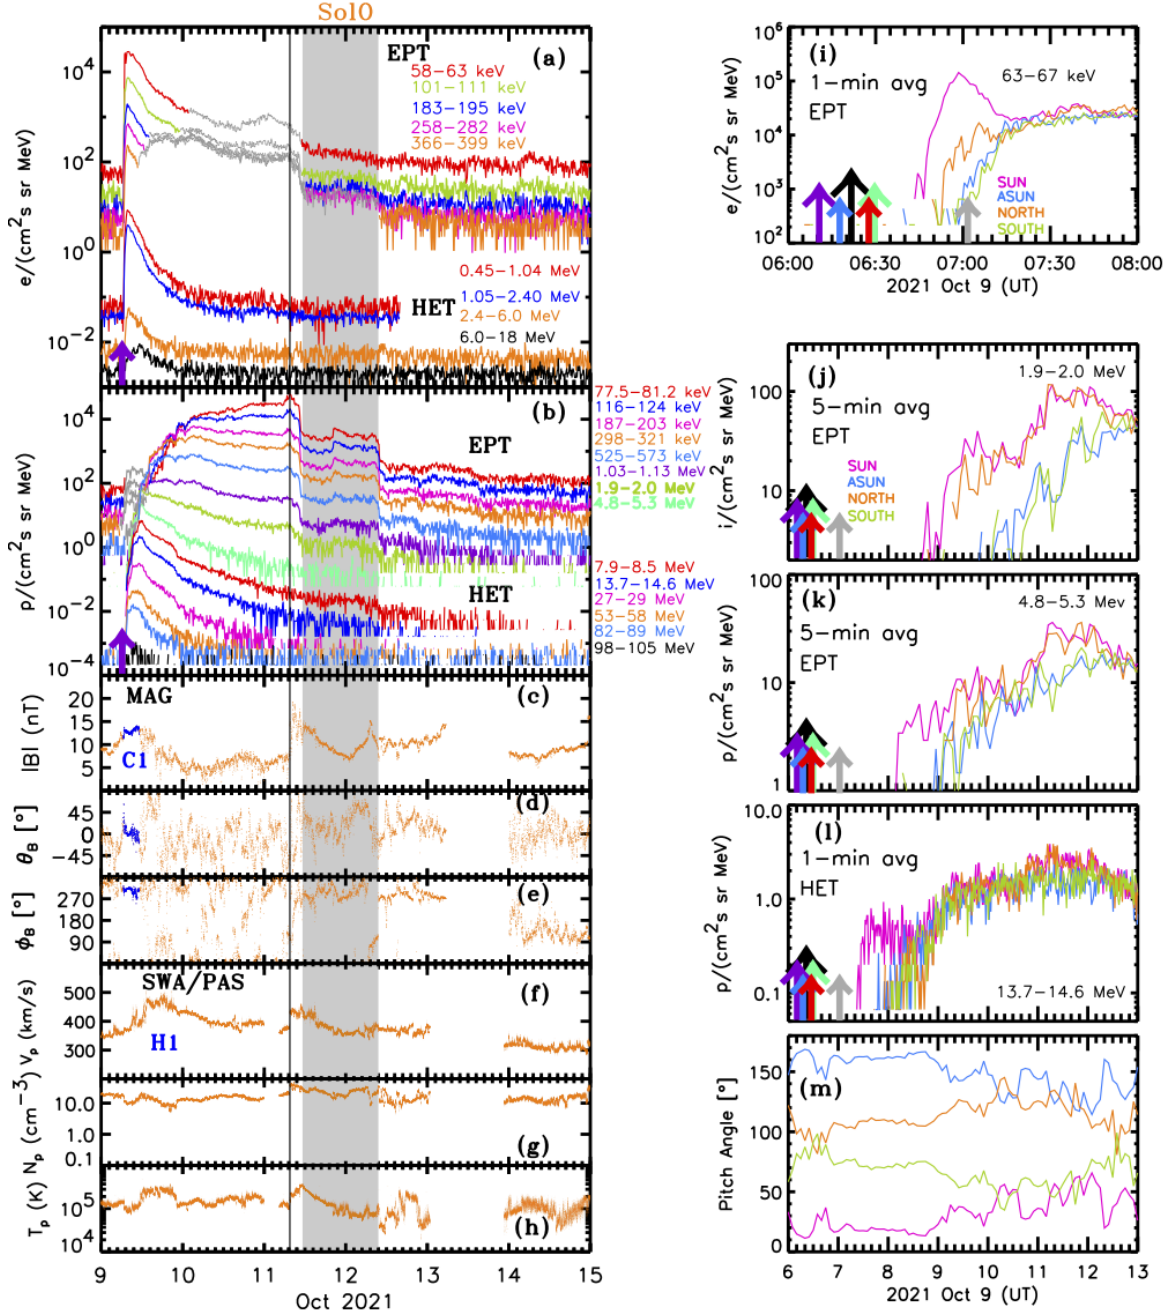 SolO
(a)
EPT
58−63 keV
101−111 keV
183−195 keV
258−282 keV
366−399 keV
0.45−1.04 MeV
1.05−2.40 MeV
HET
2.4−6.0 MeV
6.0−18 MeV
e/(cm²s sr MeV)
10⁴
10²
10⁰
10⁻²
(b)
EPT
77.5−81.2 keV
116−124 keV
187−203 keV
298−321 keV
525−573 keV
1.03−1.13 MeV
1.9−2.0 MeV
4.8−5.3 MeV
HET
7.9−8.5 MeV
13.7−14.6 MeV
27−29 MeV
53−58 MeV
82−89 MeV
98−105 MeV
p/(cm²s sr MeV)
10⁴
10²
10⁰
10⁻²
10⁻⁴
MAG
(c)
C1
|B| (nT)
20
15
10
5
(d)
θB [°]
45
0
−45
(e)
ϕB [°]
270
180
90
SWA/PAS
(f)
H1
Vp (km/s)
500
400
300
(g)
Np (cm⁻³)
10.0
1.0
0.1
(h)
Tp (K)
10⁵
10⁴
9 10 11 12 13 14 15
Oct 2021
(i)
1−min avg
63−67 keV
EPT
SUN
ASUN
NORTH
SOUTH
e/(cm²s sr MeV)
10⁶
10⁵
10⁴
10³
10²
06:00 06:30 07:00 07:30 08:00
2021 Oct 9 (UT)
(j)
1.9−2.0 MeV
5−min avg
EPT
SUN
ASUN
NORTH
SOUTH
i/(cm²s sr MeV)
100
10
(k)
4.8−5.3 Mev
5−min avg
EPT
p/(cm²s sr MeV)
100
10
1
(l)
1−min avg
HET
13.7−14.6 MeV
p/(cm²s sr MeV)
10.0
1.0
0.1
(m)
Pitch Angle [°]
150
100
50
0
6 7 8 9 10 11 12 13
2021 Oct 9 (UT)